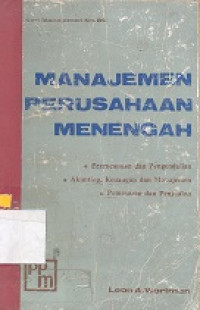 MANAJEMEN
PERUSAHAAN
MENENGAH
Perencanaan dan Pengendalian
Akunting, Keuangan dan Manajemen
Pemasaran dan Penjualan
PPM
Leon A. Wortman